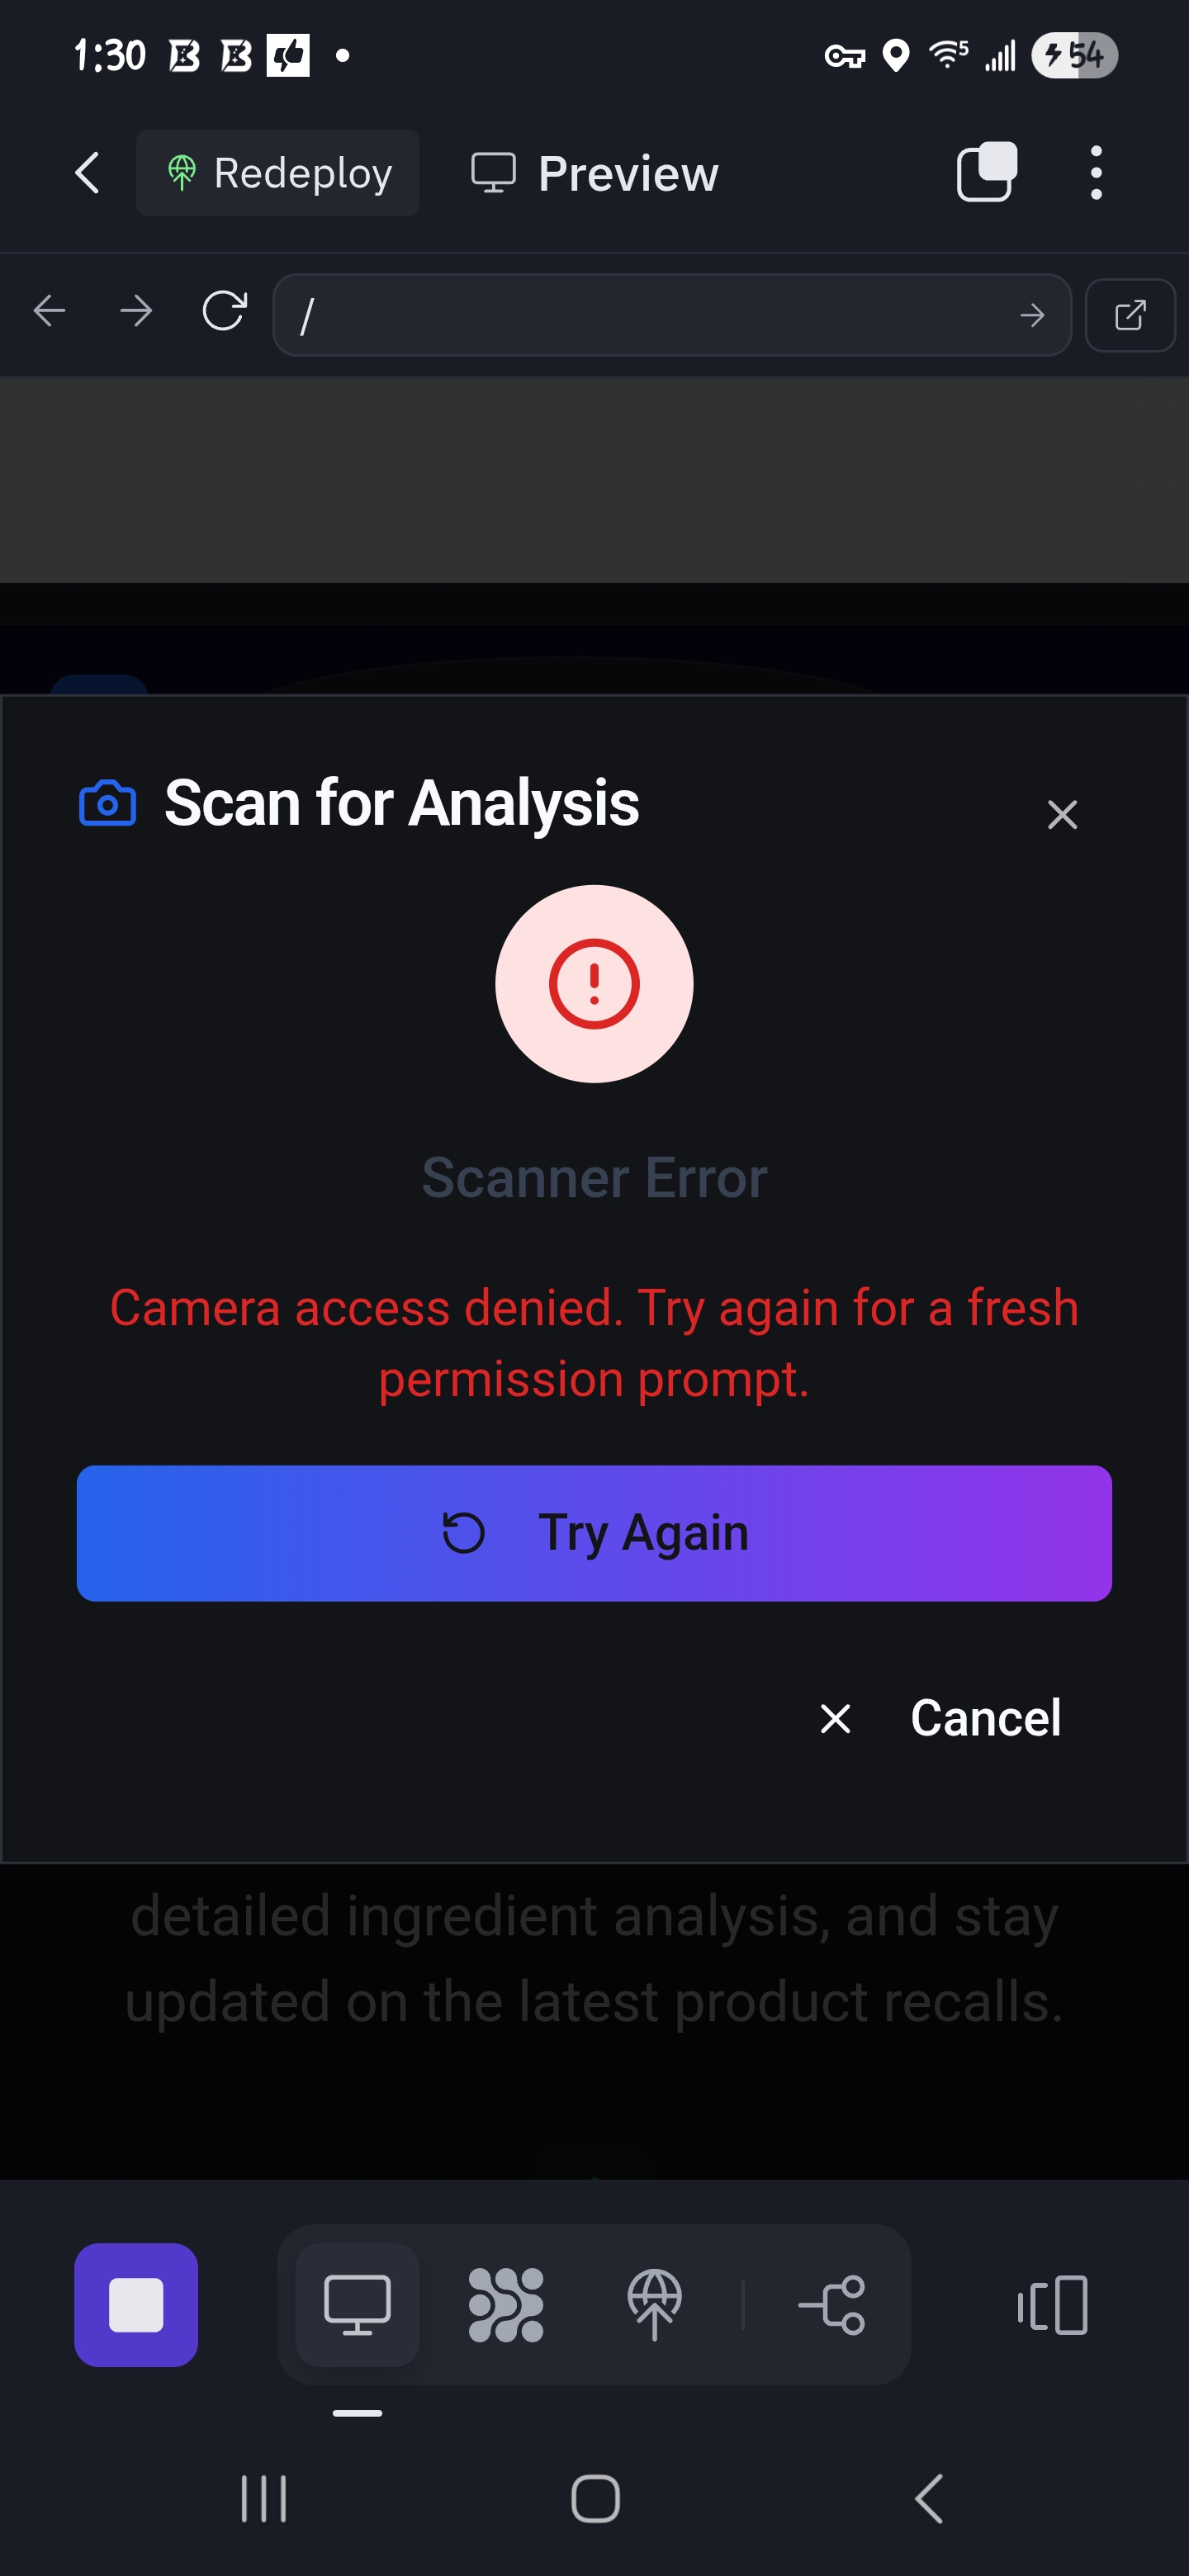 1:30
5
54
Redeploy
Preview
/
Scan for Analysis
Scanner Error
Camera access denied. Try again for a fresh
permission prompt.
Try Again
Cancel
detailed ingredient analysis, and stay
updated on the latest product recalls.